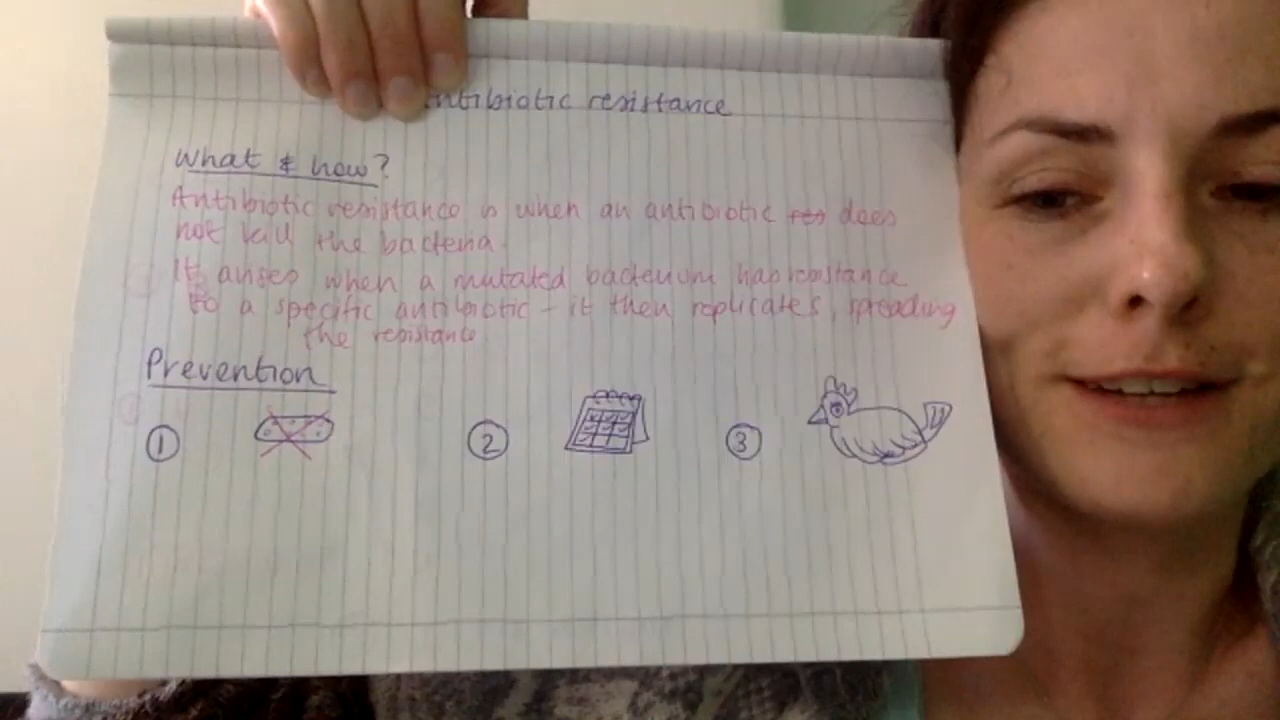 ntibiotic resistance
What & how?
Antibiotic resistance is when an antibiotic does
not kill the bacteria.
It arises when a mutated bacterium has resistance
to a specific antibiotic - it then replicates, spreading
the resistance
Prevention
1 2 3